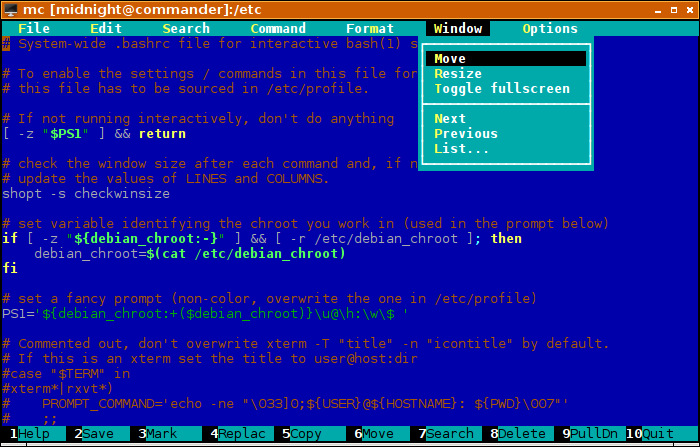 mc [midnight@commander]:/etc
File Edit Search Command Format Window Options
# System-wide .bashrc file for interactive bash(1) s
Move
# To enable the settings / commands in this file for
Resize
# this file has to be sourced in /etc/profile.
Toggle fullscreen
# If not running interactively, don't do anything
Next
[ -z "$PS1" ] && return
Previous
List...
# check the window size after each command and, if n
# update the values of LINES and COLUMNS.
shopt -s checkwinsize
# set variable identifying the chroot you work in (used in the prompt below)
if [ -z "${debian_chroot:-}" ] && [ -r /etc/debian_chroot ]; then
    debian_chroot=$(cat /etc/debian_chroot)
fi
# set a fancy prompt (non-color, overwrite the one in /etc/profile)
PS1='${debian_chroot:+($debian_chroot)}\u@\h:\w\$ '
# Commented out, don't overwrite xterm -T "title" -n "icontitle" by default.
# If this is an xterm set the title to user@host:dir
#case "$TERM" in
#xterm*|rxvt*)
#    PROMPT_COMMAND='echo -ne "\033]0;${USER}@${HOSTNAME}: ${PWD}\007"'
#    ;;
1Help 2Save 3Mark 4Replac 5Copy 6Move 7Search 8Delete 9PullDn 10Quit